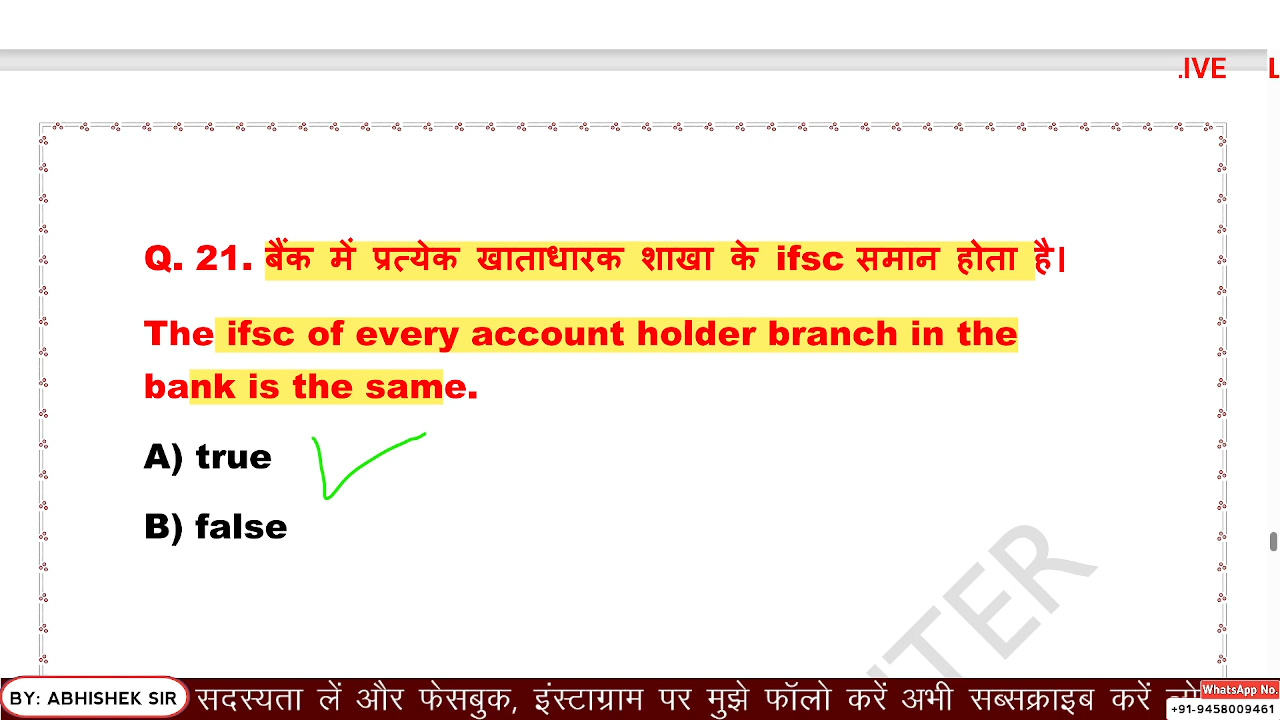 .IVE L
Q. 21. बैंक में प्रत्येक खाताधारक शाखा के ifsc समान होता है।
The ifsc of every account holder branch in the
bank is the same.
A) true
B) false
TER
BY: ABHISHEK SIR सदस्यता लें और फेसबुक, इंस्टाग्राम पर मुझे फॉलो करें अभी सब्सक्राइब करें
WhatsApp No.
+91-9458009461